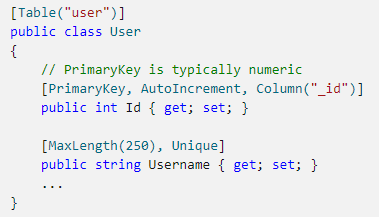 [Table("user")]
public class User
{
    // PrimaryKey is typically numeric
    [PrimaryKey, AutoIncrement, Column("_id")]
    public int Id { get; set; }

    [MaxLength(250), Unique]
    public string Username { get; set; }
    ...
}